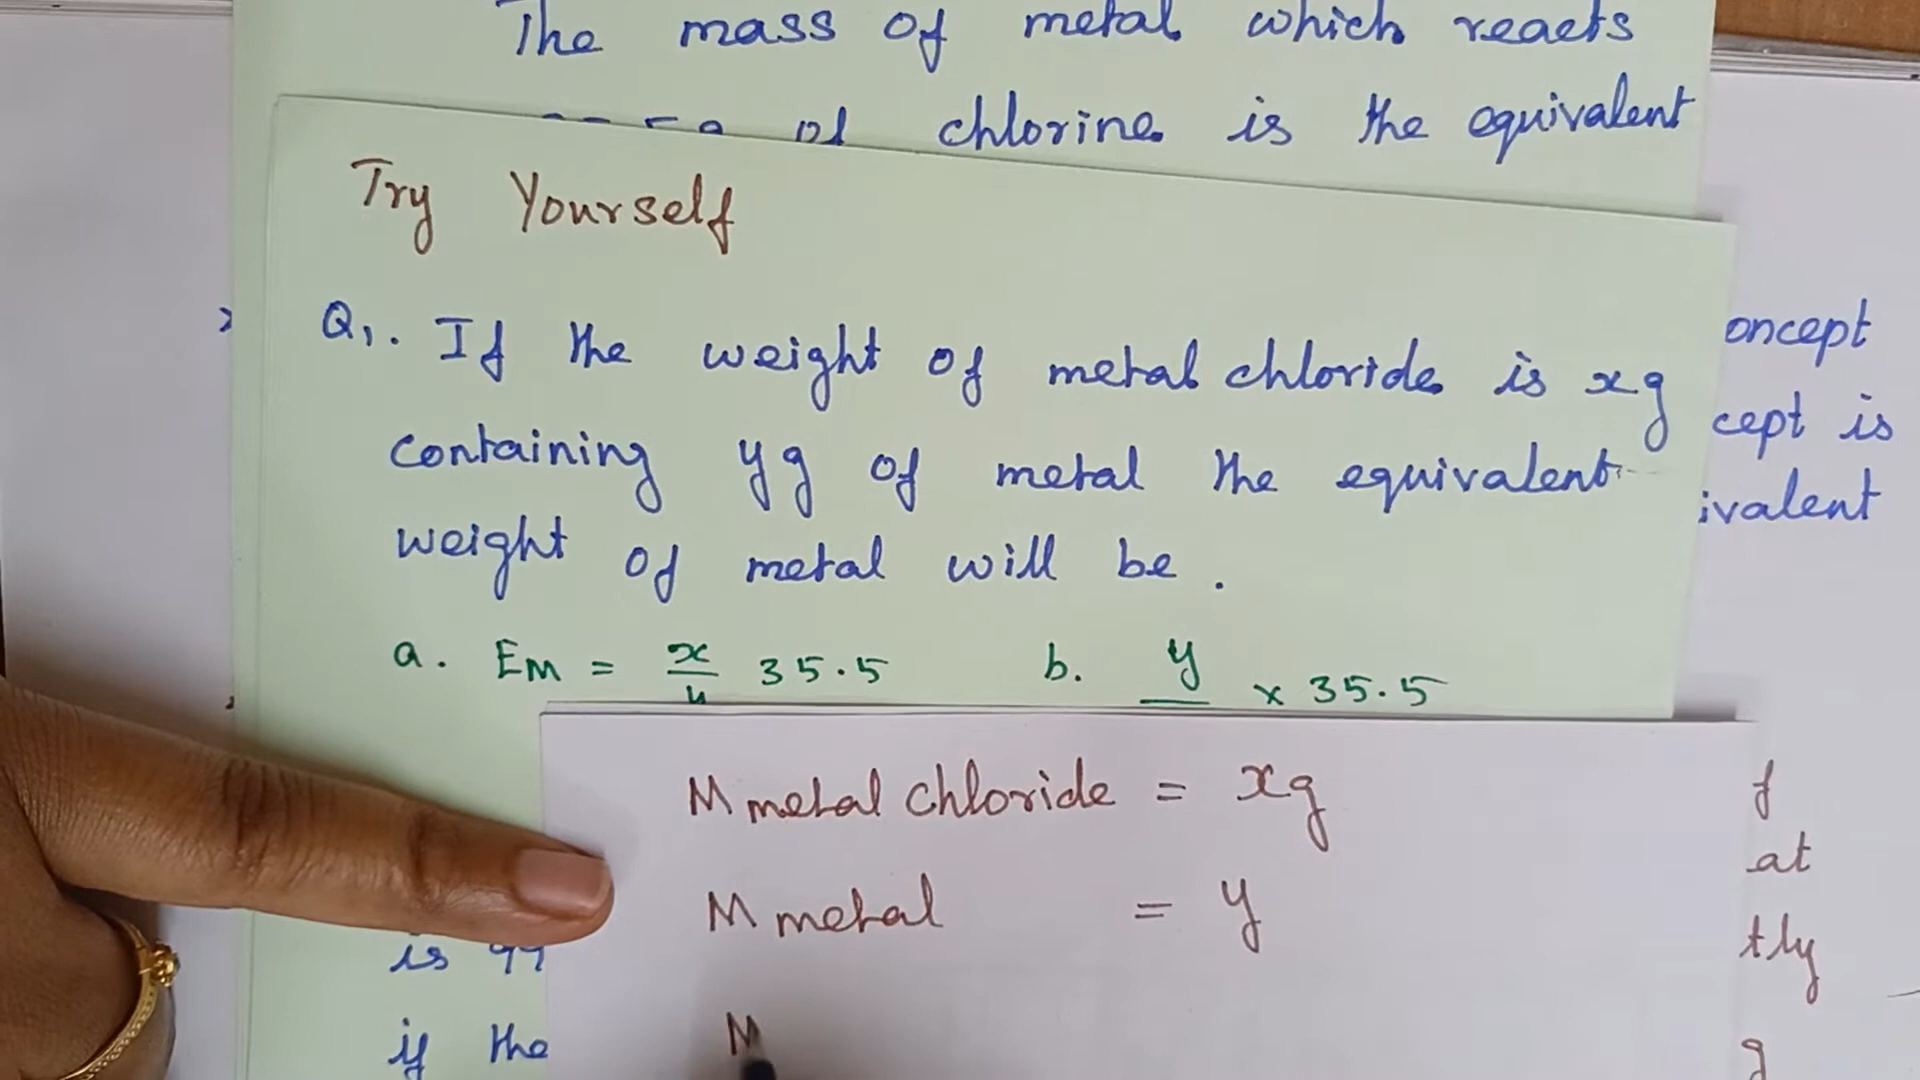 The mass of metal which reacts
of chlorine is the equivalent
Try Yourself
Q1. If the weight of metal chloride is xg
containing yg of metal the equivalent
weight of metal will be.
a. EM = x/y 35.5 b. y × 35.5
oncept
cept is
ivalent
M metal chloride = xg
M metal = y
M
is
if the
f
at
tly
g